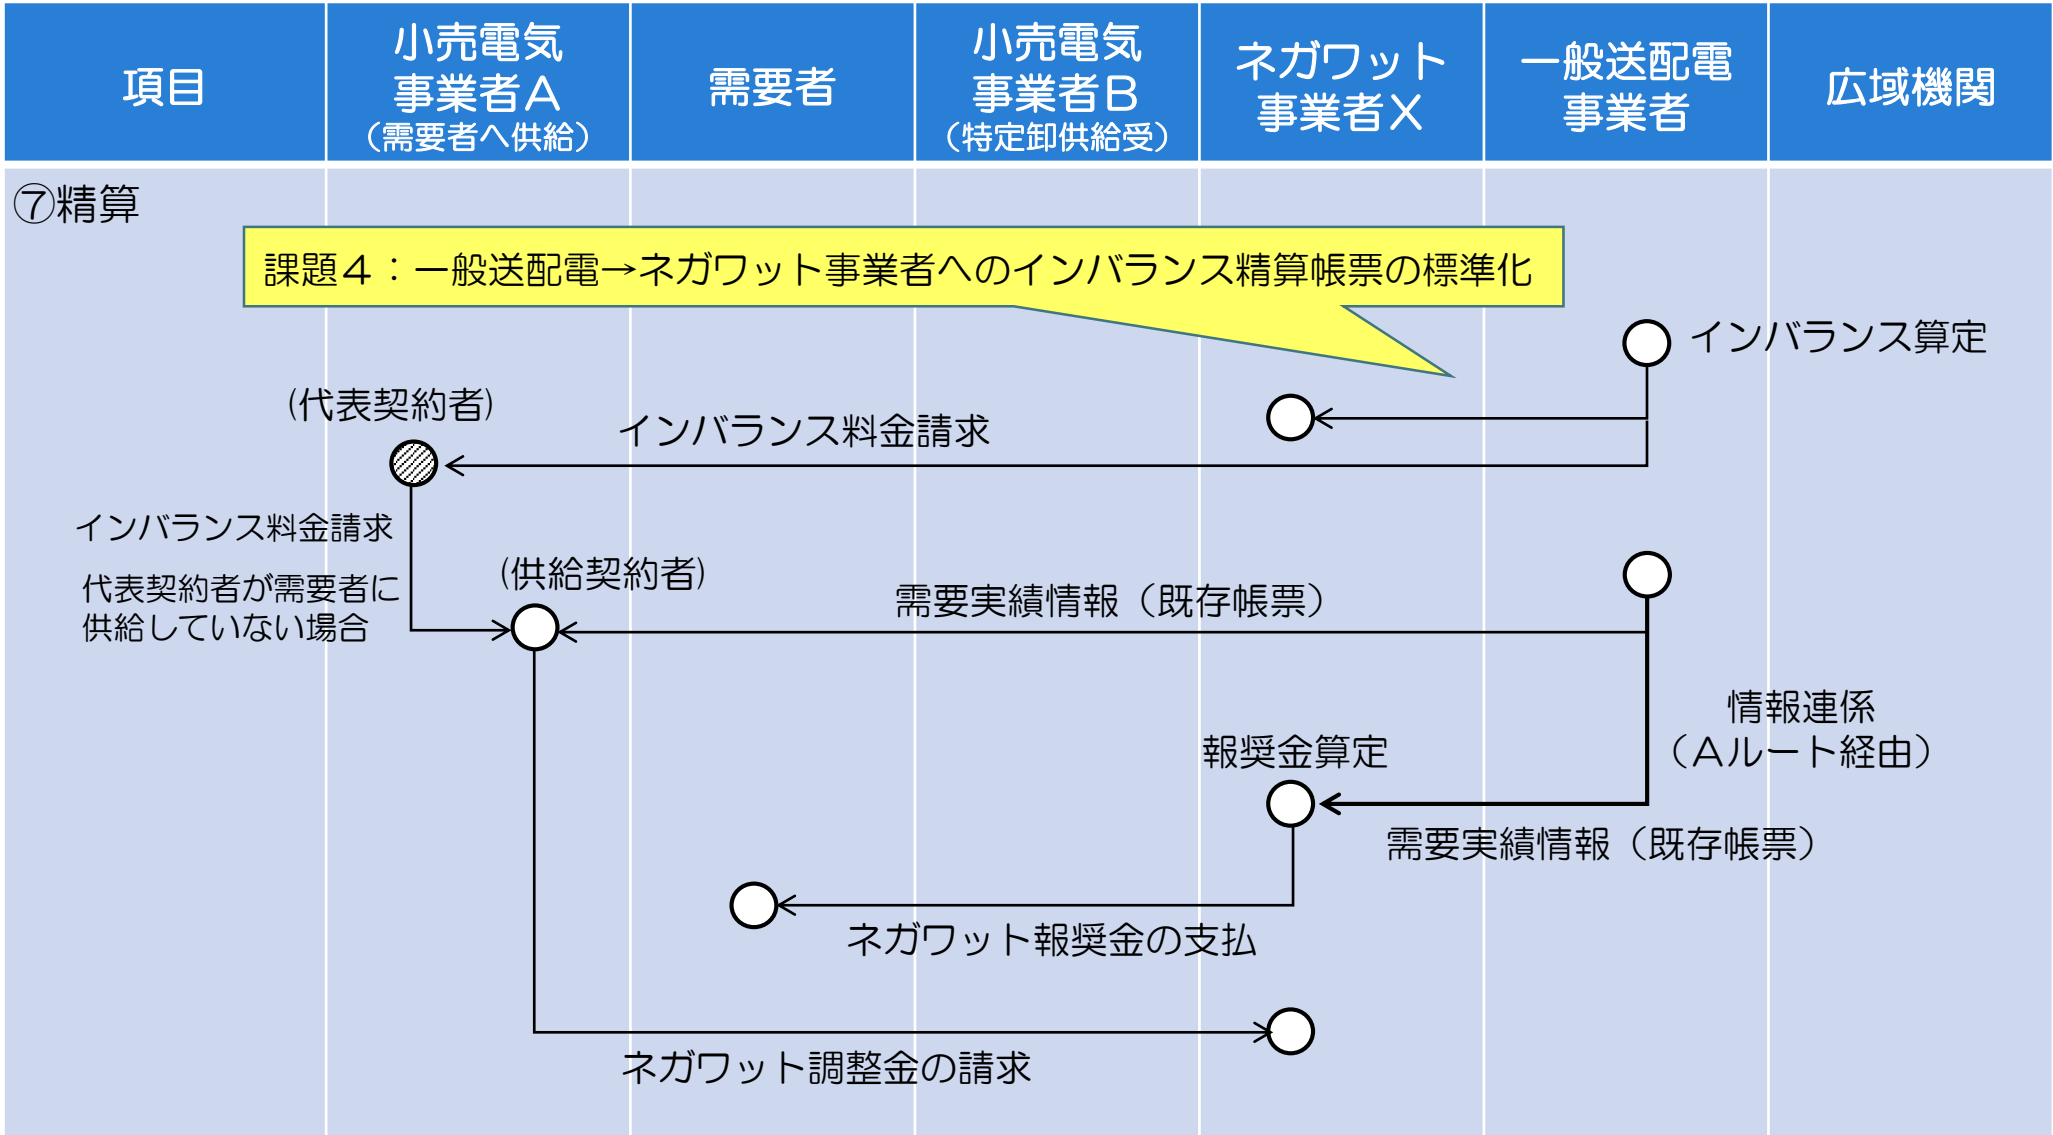 項目
小売電気
事業者A
（需要者へ供給）
需要者
小売電気
事業者B
（特定卸供給受）
ネガワット
事業者X
一般送配電
事業者
広域機関
⑦精算
課題４：一般送配電→ネガワット事業者へのインバランス精算帳票の標準化
インバランス算定
(代表契約者)
インバランス料金請求
インバランス料金請求
代表契約者が需要者に
供給していない場合
(供給契約者)
需要実績情報（既存帳票）
情報連係
（Aルート経由）
報奨金算定
需要実績情報（既存帳票）
ネガワット報奨金の支払
ネガワット調整金の請求